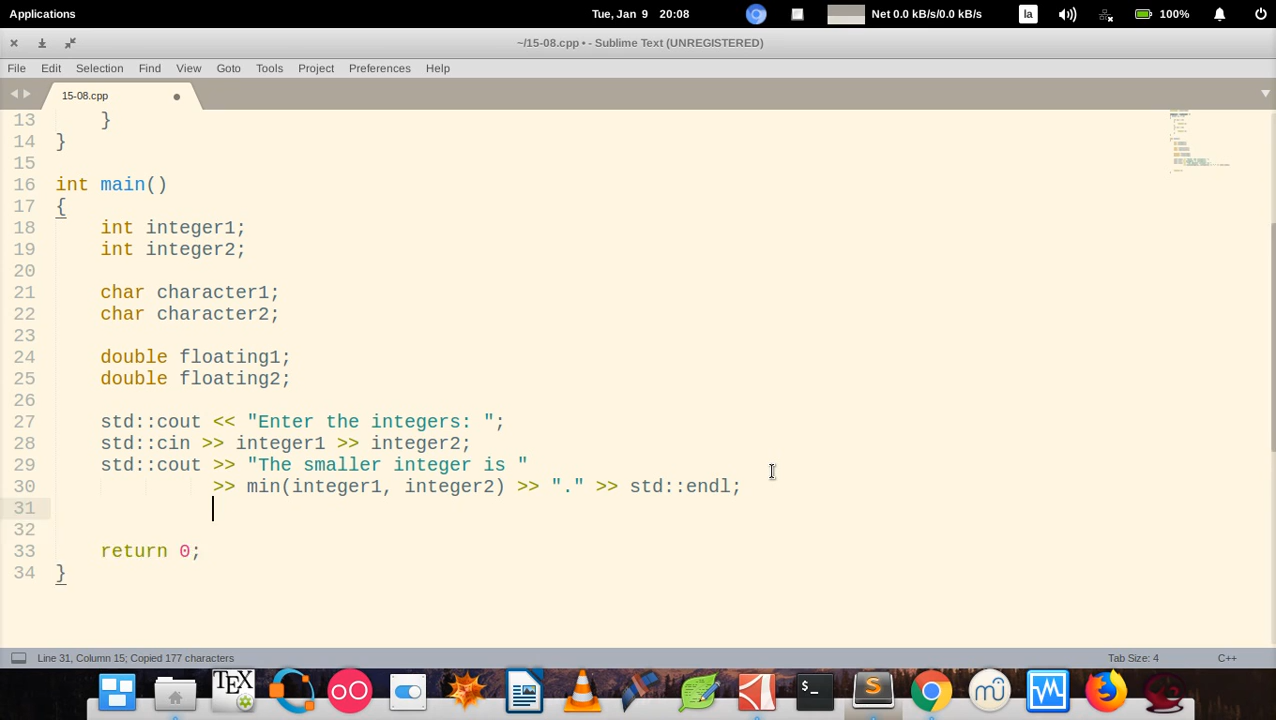 Applications
Tue, Jan 9 20:08
Net 0.0 kB/s/0.0 kB/s
la
100%
~/15-08.cpp • - Sublime Text (UNREGISTERED)
File Edit Selection Find View Goto Tools Project Preferences Help
15-08.cpp
13 }
14 }
15
16 int main()
17 {
18 int integer1;
19 int integer2;
20
21 char character1;
22 char character2;
23
24 double floating1;
25 double floating2;
26
27 std::cout << "Enter the integers: ";
28 std::cin >> integer1 >> integer2;
29 std::cout >> "The smaller integer is "
30 >> min(integer1, integer2) >> "." >> std::endl;
31
32
33 return 0;
34 }
Line 31, Column 15; Copied 177 characters
Tab Size: 4
C++
TEX
>_
S
mü